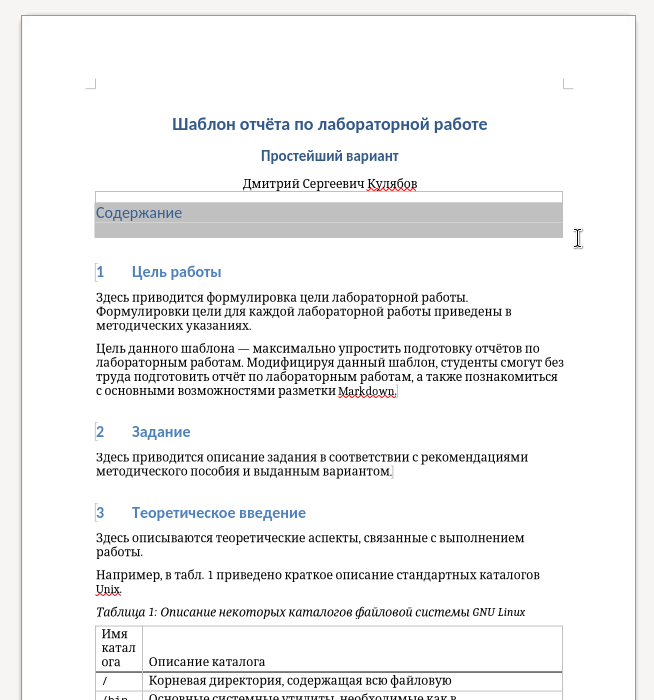 Шаблон отчёта по лабораторной работе
Простейший вариант
Дмитрий Сергеевич Кулябов
Содержание
1 Цель работы
Здесь приводится формулировка цели лабораторной работы.
Формулировки цели для каждой лабораторной работы приведены в
методических указаниях.
Цель данного шаблона — максимально упростить подготовку отчётов по
лабораторным работам. Модифицируя данный шаблон, студенты смогут без
труда подготовить отчёт по лабораторным работам, а также познакомиться
с основными возможностями разметки Markdown.
2 Задание
Здесь приводится описание задания в соответствии с рекомендациями
методического пособия и выданным вариантом.
3 Теоретическое введение
Здесь описываются теоретические аспекты, связанные с выполнением
работы.
Например, в табл. 1 приведено краткое описание стандартных каталогов
Unix.
Таблица 1: Описание некоторых каталогов файловой системы GNU Linux
Имя
катал
ога Описание каталога
/ Корневая директория, содержащая всю файловую
/bin Основные системные утилиты, необходимые как в